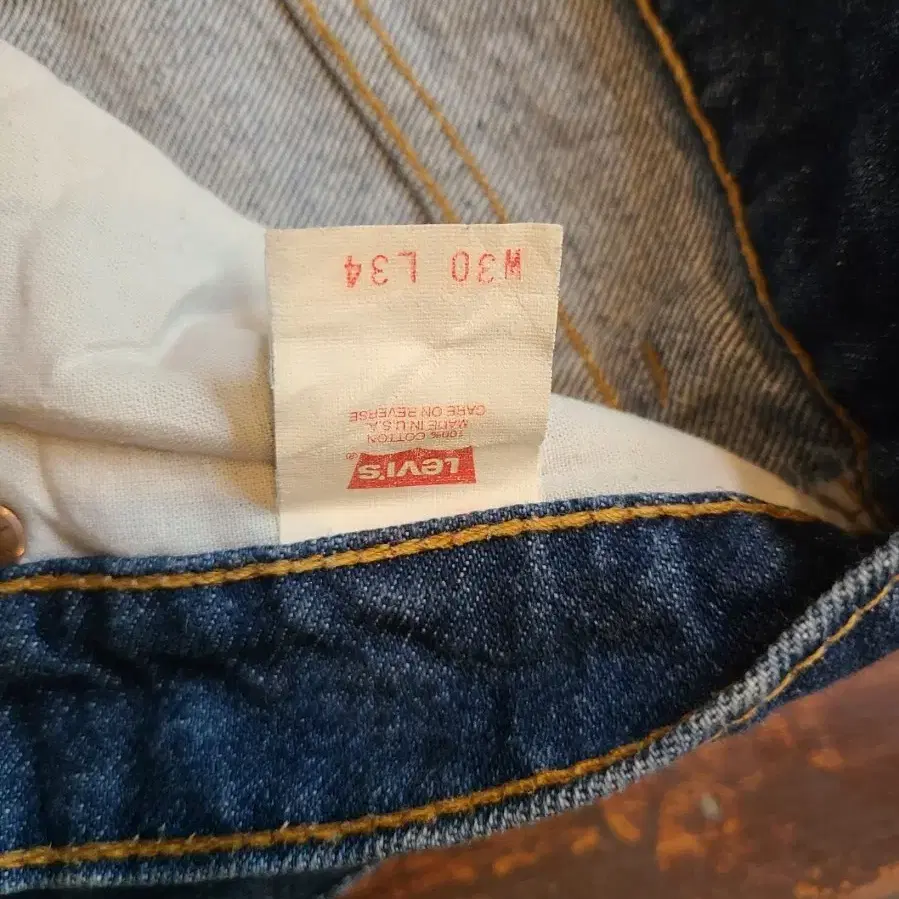 LEVI'S ®
100% COTTON
MADE IN U.S.A.
CARE ON REVERSE
W30 L34